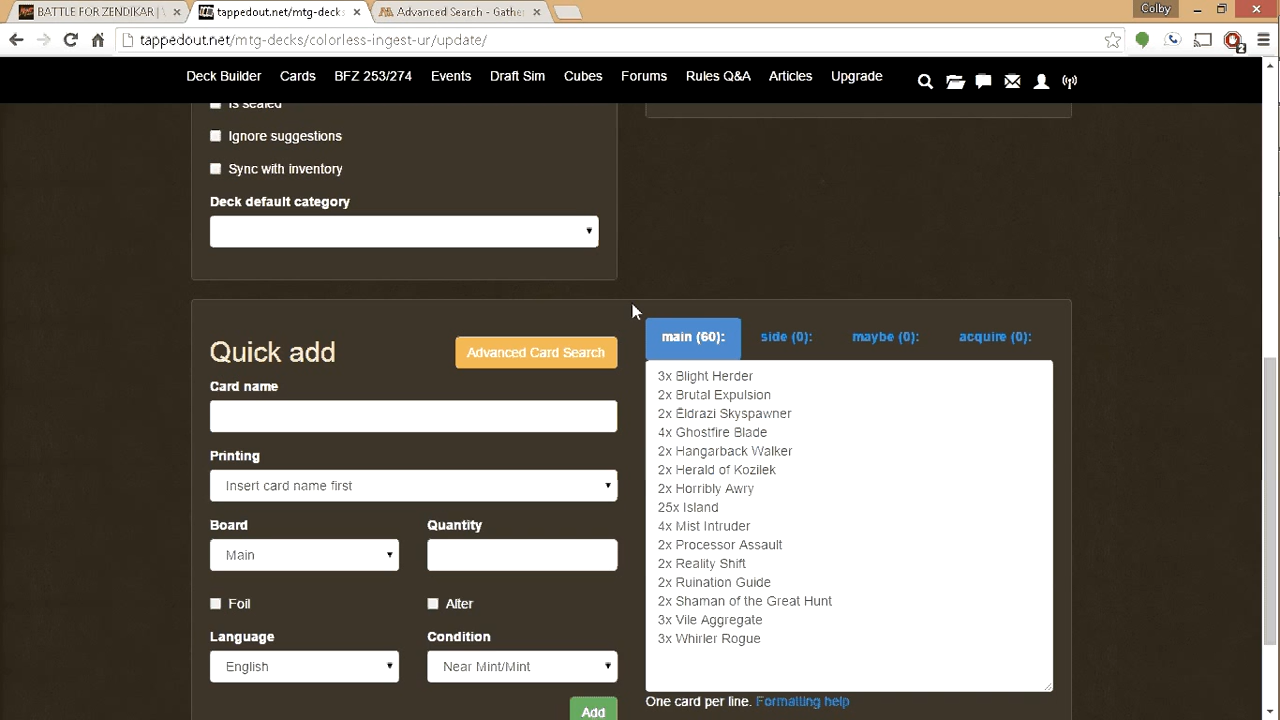 BATTLE FOR ZENDIKAR |
tappedout.net/mtg-decks
Advanced Search - Gathe
Colby
tappedout.net/mtg-decks/colorless-ingest-ur/update/
2
Deck Builder Cards BFZ 253/274 Events Draft Sim Cubes Forums Rules Q&A Articles Upgrade
Is sealed
Ignore suggestions
Sync with inventory
Deck default category
Quick add
Advanced Card Search
Card name
Printing
Insert card name first
Board Quantity
Main
Foil Alter
Language Condition
English Near Mint/Mint
Add
main (60): side (0): maybe (0): acquire (0):
3x Blight Herder
2x Brutal Expulsion
2x Eldrazi Skyspawner
4x Ghostfire Blade
2x Hangarback Walker
2x Herald of Kozilek
2x Horribly Awry
25x Island
4x Mist Intruder
2x Processor Assault
2x Reality Shift
2x Ruination Guide
2x Shaman of the Great Hunt
3x Vile Aggregate
3x Whirler Rogue
One card per line. Formatting help